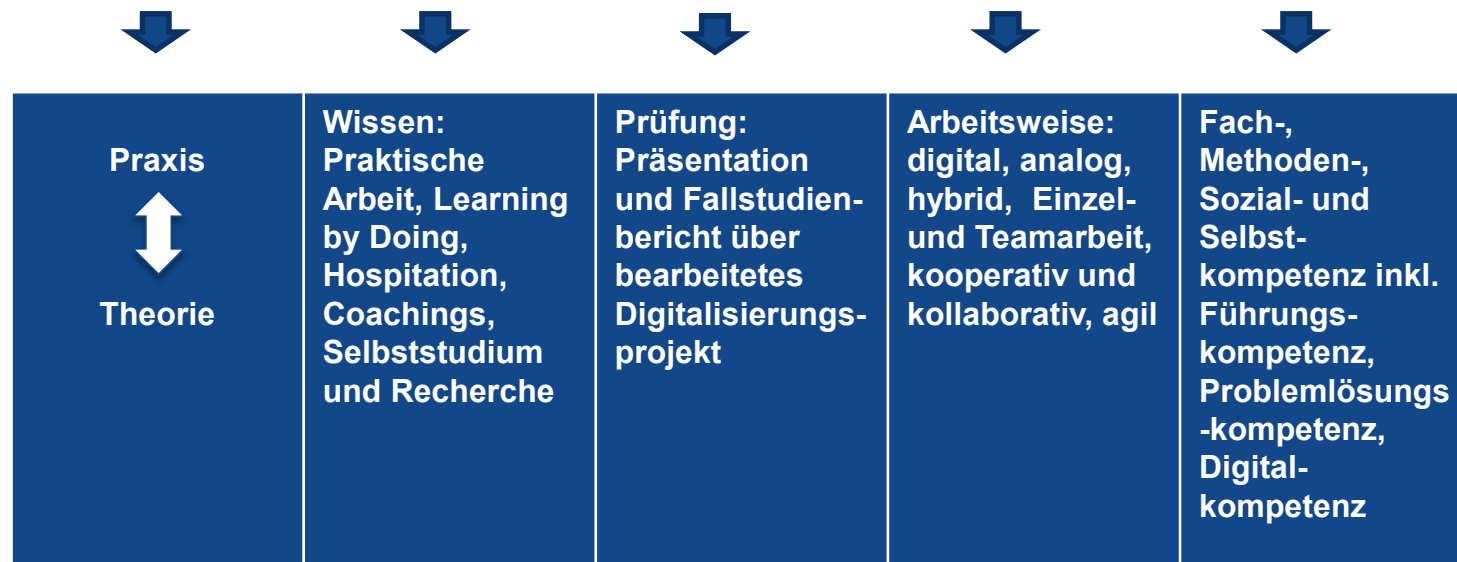 Praxis
Theorie
Wissen:
Praktische
Arbeit, Learning
by Doing,
Hospitation,
Coachings,
Selbststudium
und Recherche
Prüfung:
Präsentation
und Fallstudien-
bericht über
bearbeitetes
Digitalisierungs-
projekt
Arbeitsweise:
digital, analog,
hybrid,  Einzel-
und Teamarbeit,
kooperativ und
kollaborativ, agil
Fach-,
Methoden-,
Sozial- und
Selbst-
kompetenz inkl.
Führungs-
kompetenz,
Problemlösungs
-kompetenz,
Digital-
kompetenz